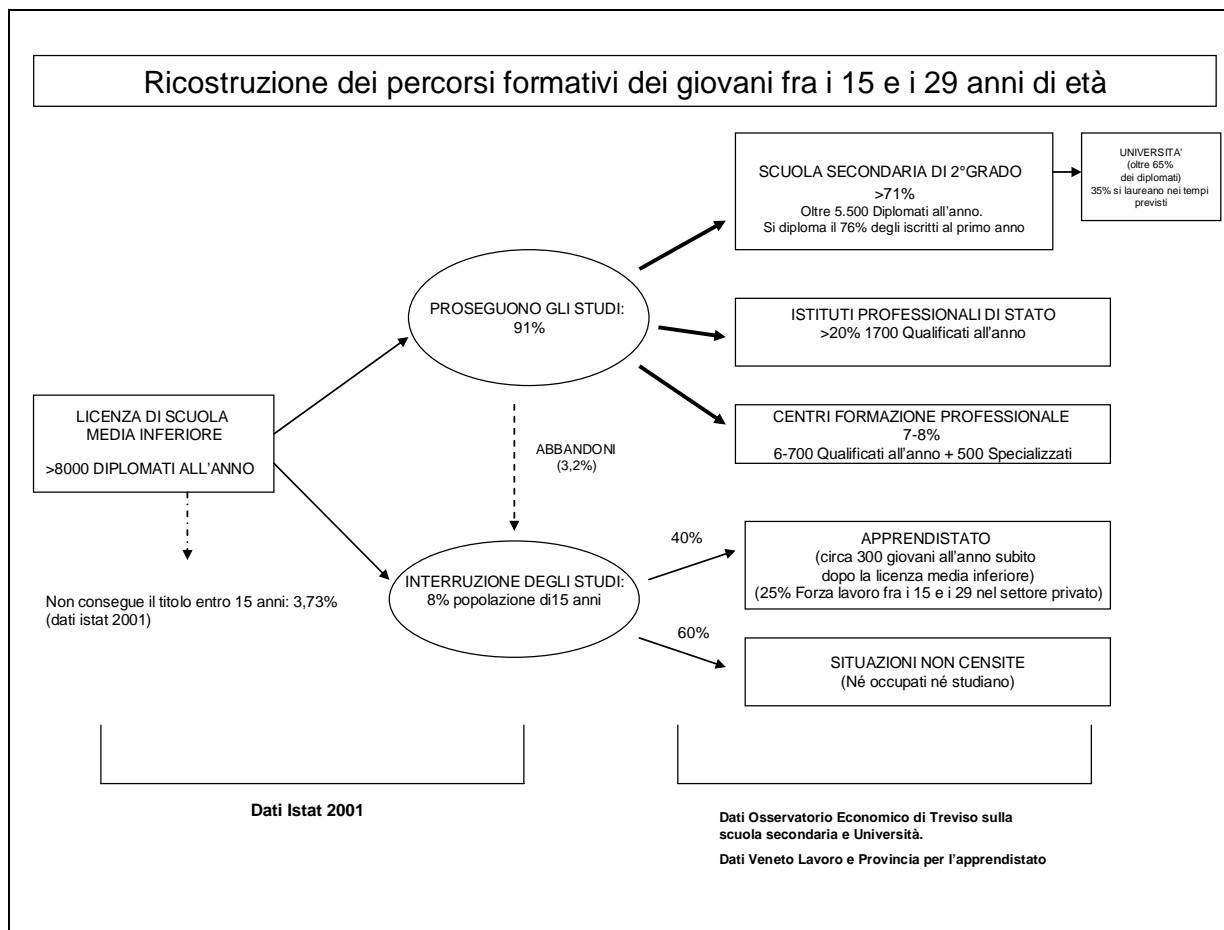 Ricostruzione dei percorsi formativi dei giovani fra i 15 e i 29 anni di età
SCUOLA SECONDARIA DI 2°GRADO
>71%
Oltre 5.500 Diplomati all'anno.
Si diploma il 76% degli iscritti al primo anno
UNIVERSITA'
(oltre 65%
dei diplomati)
35% si laureano nei tempi
previsti
PROSEGUONO GLI STUDI:
91%
ISTITUTI PROFESSIONALI DI STATO
>20% 1700 Qualificati all'anno
LICENZA DI SCUOLA
MEDIA INFERIORE
>8000 DIPLOMATI ALL'ANNO
CENTRI FORMAZIONE PROFESSIONALE
7-8%
6-700 Qualificati all'anno + 500 Specializzati
ABBANDONI
(3,2%)
Non consegue il titolo entro 15 anni: 3,73%
(dati istat 2001)
INTERRUZIONE DEGLI STUDI:
8% popolazione di15 anni
40%
APPRENDISTATO
(circa 300 giovani all'anno subito
dopo la licenza media inferiore)
(25% Forza lavoro fra i 15 e i 29 nel settore privato)
60%
SITUAZIONI NON CENSITE
(Né occupati né studiano)
Dati Istat 2001
Dati Osservatorio Economico di Treviso sulla
scuola secondaria e Università.
Dati Veneto Lavoro e Provincia per l'apprendistato